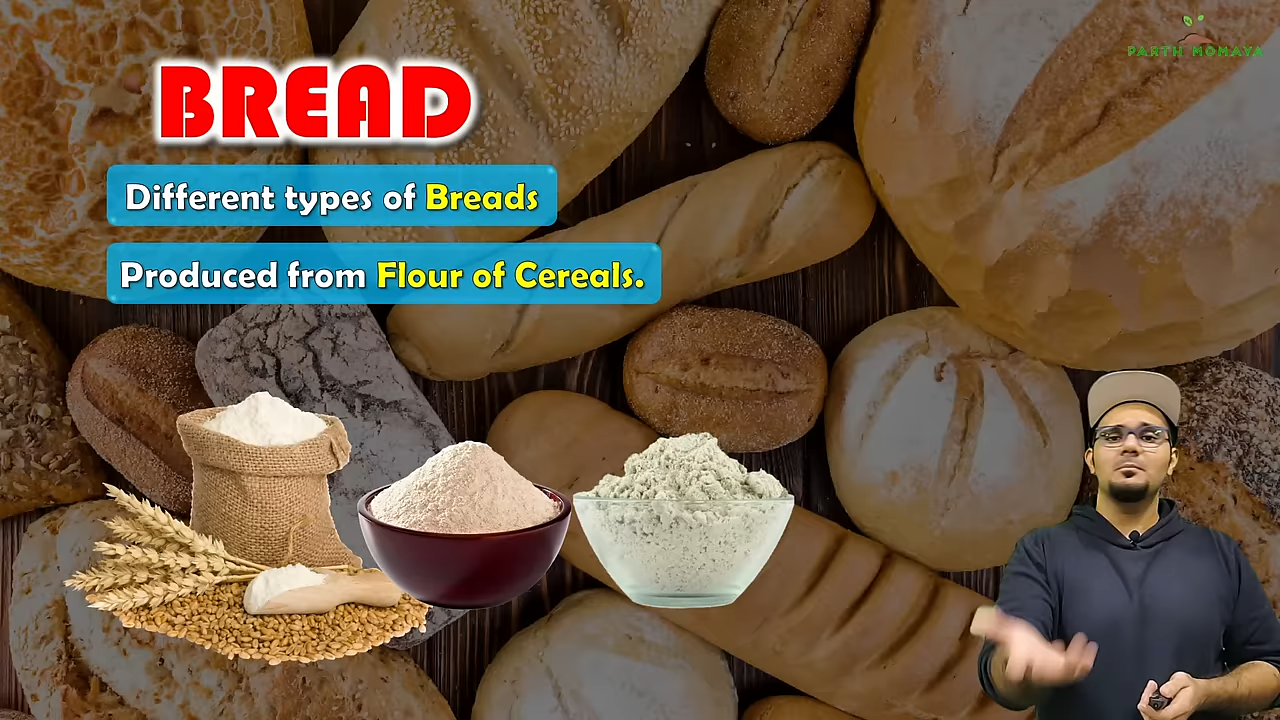 BREAD
PARTH MOMAYA
Different types of Breads
Produced from Flour of Cereals.